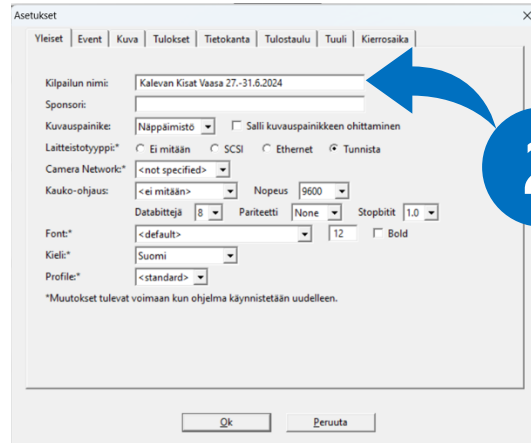 Asetukset
Yleiset Event Kuva Tulokset Tietokanta Tulostaulu Tuuli Kierrosaika
Kilpailun nimi: Kalevan Kisat Vaasa 27.-31.6.2024
Sponsori:
Kuvauspainike: Näppäimistö Salli kuvauspainikkeen ohittaminen
Laitteistotyyppi:* Ei mitään SCSI Ethernet Tunnista
Camera Network:* <not specified>
Kauko-ohjaus: <ei mitään> Nopeus 9600
Databittejä 8 Pariteetti None Stopbitit 1.0
Font:* <default> 12 Bold
Kieli:* Suomi
Profile:* <standard>
*Muutokset tulevat voimaan kun ohjelma käynnistetään uudelleen.
Ok Peruuta